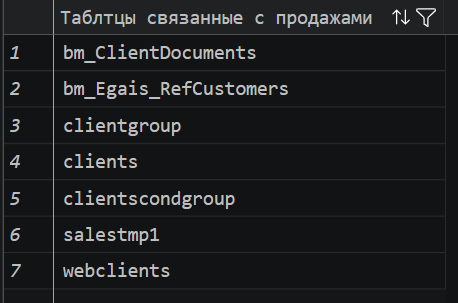 Таблтцы связанные с продажами
1 bm_ClientDocuments
2 bm_Egais_RefCustomers
3 clientgroup
4 clients
5 clientscondgroup
6 salestmp1
7 webclients